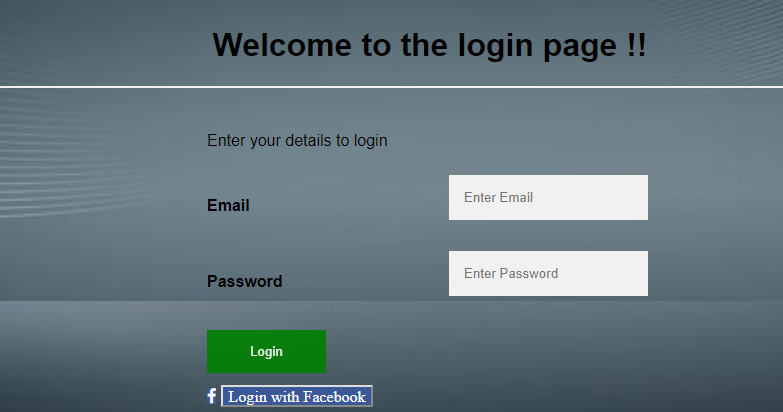 Welcome to the login page !!
Enter your details to login
Email
Enter Email
Password
Enter Password
Login
Login with Facebook